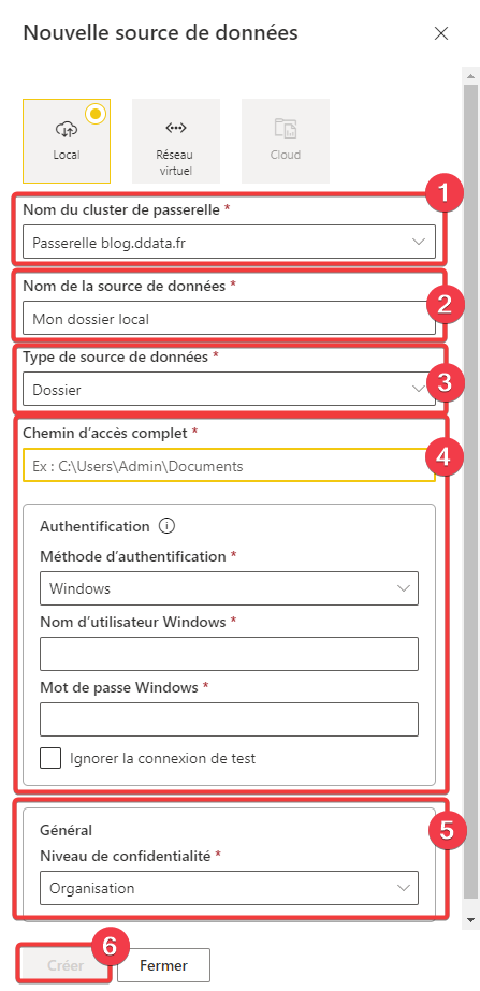 Nouvelle source de données
Local
Réseau
virtuel
Cloud
1
Nom du cluster de passerelle *
Passerelle blog.ddata.fr
Nom de la source de données *
2
Mon dossier local
Type de source de données *
3
Dossier
Chemin d'accès complet *
4
Ex : C:\Users\Admin\Documents
Authentification
Méthode d'authentification *
Windows
Nom d'utilisateur Windows *
Mot de passe Windows *
Ignorer la connexion de test
5
Général
Niveau de confidentialité *
Organisation
6
Créer
Fermer